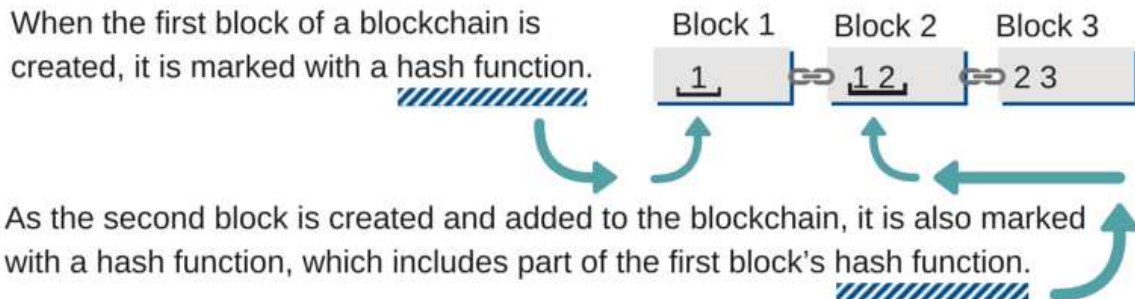 When the first block of a blockchain is
created, it is marked with a hash function.
Block 1 Block 2 Block 3
1 1 2 2 3
As the second block is created and added to the blockchain, it is also marked
with a hash function, which includes part of the first block's hash function.